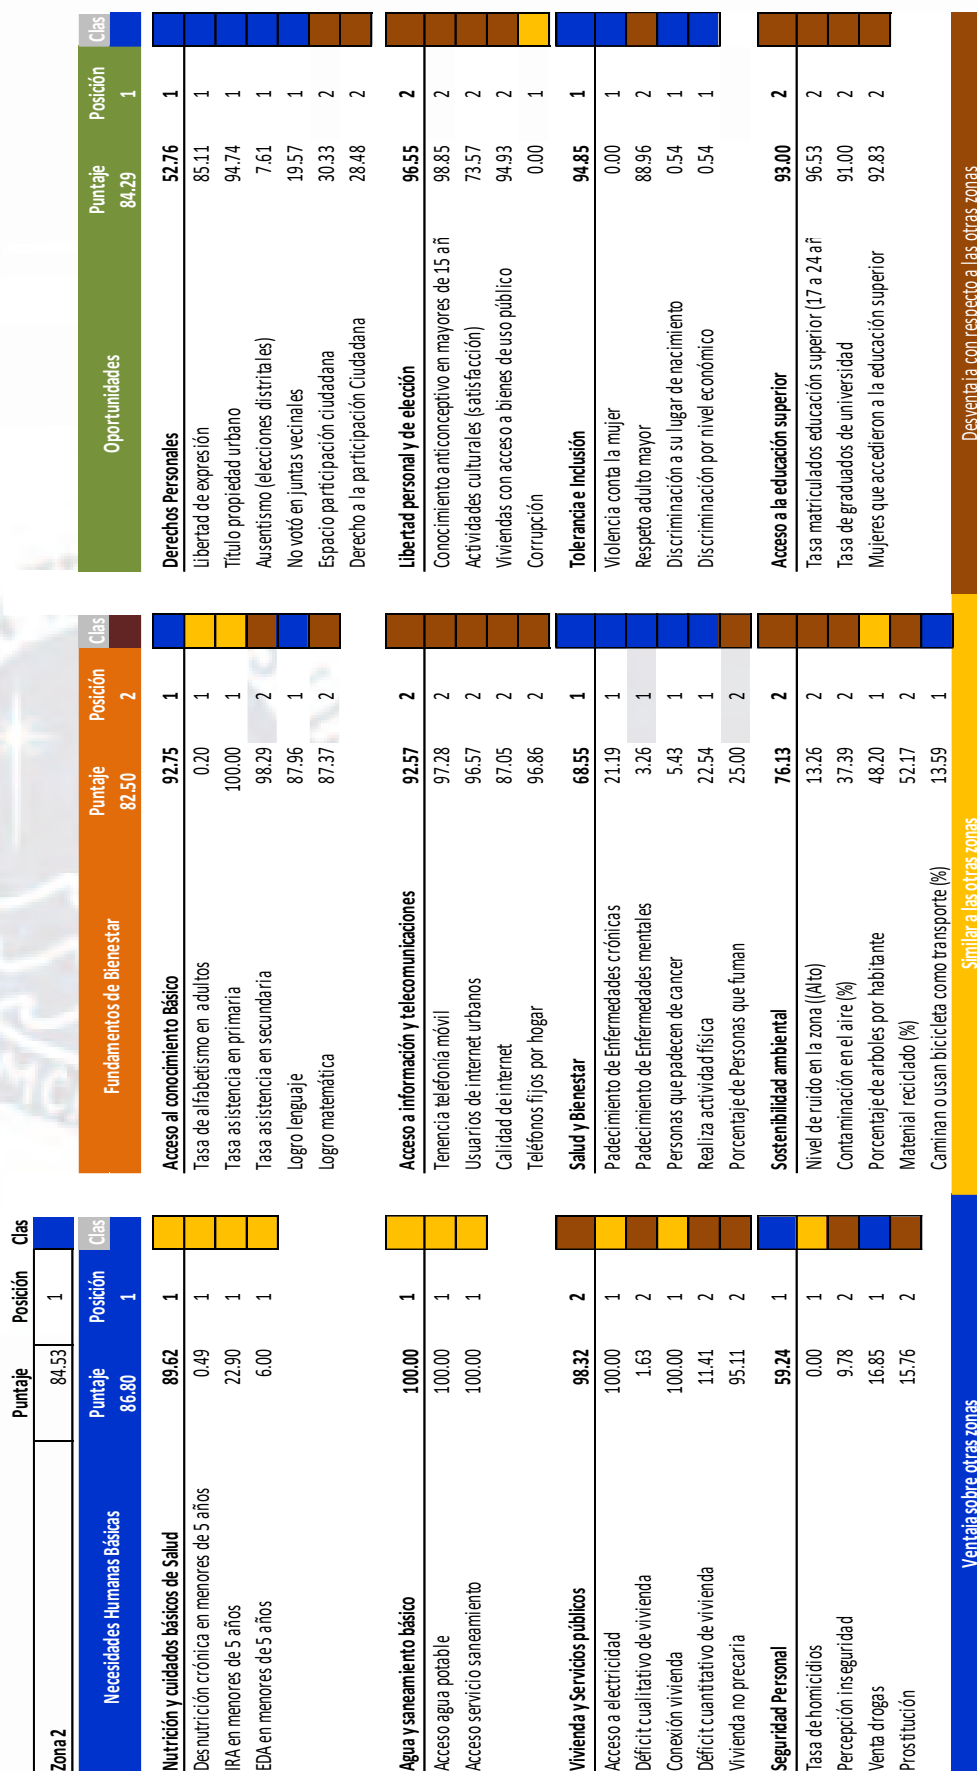 Puntaje Posición Clas
Zona 2 84.53 1
Necesidades Humanas Básicas Puntaje Posición Clas
86.80 1
Nutrición y cuidados básicos de Salud 89.62 1
Desnutrición crónica en menores de 5 años 0.49 1
IRA en menores de 5 años 22.90 1
EDA en menores de 5 años 6.00 1
Agua y saneamiento básico 100.00 1
Acceso agua potable 100.00 1
Acceso servicio saneamiento 100.00 1
Vivienda y Servicios públicos 98.32 2
Acceso a electricidad 100.00 1
Déficit cualitativo de vivienda 1.63 2
Conexión vivienda 100.00 1
Déficit cuantitativo de vivienda 11.41 2
Vivienda no precaria 95.11 2
Seguridad Personal 59.24 1
Tasa de homicidios 0.00 1
Percepción inseguridad 9.78 2
Venta drogas 16.85 1
Prostitución 15.76 2
Fundamentos de Bienestar Puntaje Posición Clas
82.50 2
Acceso al conocimiento Básico 92.75 1
Tasa de alfabetismo en adultos 0.20 1
Tasa asistencia en primaria 100.00 1
Tasa asistencia en secundaria 98.29 2
Logro lenguaje 87.96 1
Logro matemática 87.37 2
Acceso a información y telecomunicaciones 92.57 2
Tenencia telefonía móvil 97.28 2
Usuarios de internet urbanos 96.57 2
Calidad de internet 87.05 2
Teléfonos fijos por hogar 96.86 2
Salud y Bienestar 68.55 1
Padecimiento de Enfermedades crónicas 21.19 1
Padecimiento de Enfermedades mentales 3.26 1
Personas que padecen de cancer 5.43 1
Realiza actividad física 22.54 1
Porcentaje de Personas que fuman 25.00 2
Sostenibilidad ambiental 76.13 2
Nivel de ruido en la zona ((Alto) 13.26 2
Contaminación en el aire (%) 37.39 2
Porcentaje de arboles por habitante 48.20 1
Matenial reciclado (%) 52.17 2
Caminan o usan bicicleta como transporte (%) 13.59 1
Oportunidades Puntaje Posición Clas
84.29 1
Derechos Personales 52.76 1
Libertad de expresión 85.11 1
Título propiedad urbano 94.74 1
Ausentismo (elecciones distritales) 7.61 1
No votó en juntas vecinales 19.57 1
Espacio participación ciudadana 30.33 2
Derecho a la participación Ciudadana 28.48 2
Libertad personal y de elección 96.55 2
Conocimiento anticonceptivo en mayores de 15 añ 98.85 2
Actividades culturales (satisfacción) 73.57 2
Viviendas con acceso a bienes de uso público 94.93 2
Corrupción 0.00 1
Tolerancia e Inclusión 94.85 1
Violencia conta la mujer 0.00 1
Respeto adulto mayor 88.96 2
Discriminación a su lugar de nacimiento 0.54 1
Discriminación por nivel económico 0.54 1
Acceso a la educación superior 93.00 2
Tasa matriculados educación superior (17 a 24 añ 96.53 2
Tasa de graduados de universidad 91.00 2
Mujeres que accedieron a la educación superior 92.83 2
Ventaja sobre otras zonas Similar a las otras zonas Desventaja con respecto a las otras zonas